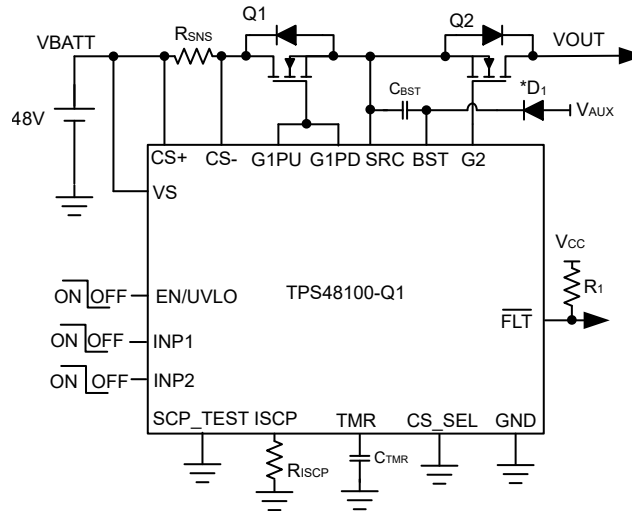 Q1
Q2
VBATT
RSNS
VOUT
CBST
*D1
VAUX
48V
CS+
CS-
G1PU
G1PD
SRC
BST
G2
VS
VCC
R1
ON
OFF
EN/UVLO
TPS48100-Q1
FLT
ON
OFF
INP1
ON
OFF
INP2
SCP_TEST
ISCP
TMR
CS_SEL
GND
RISCP
CTMR